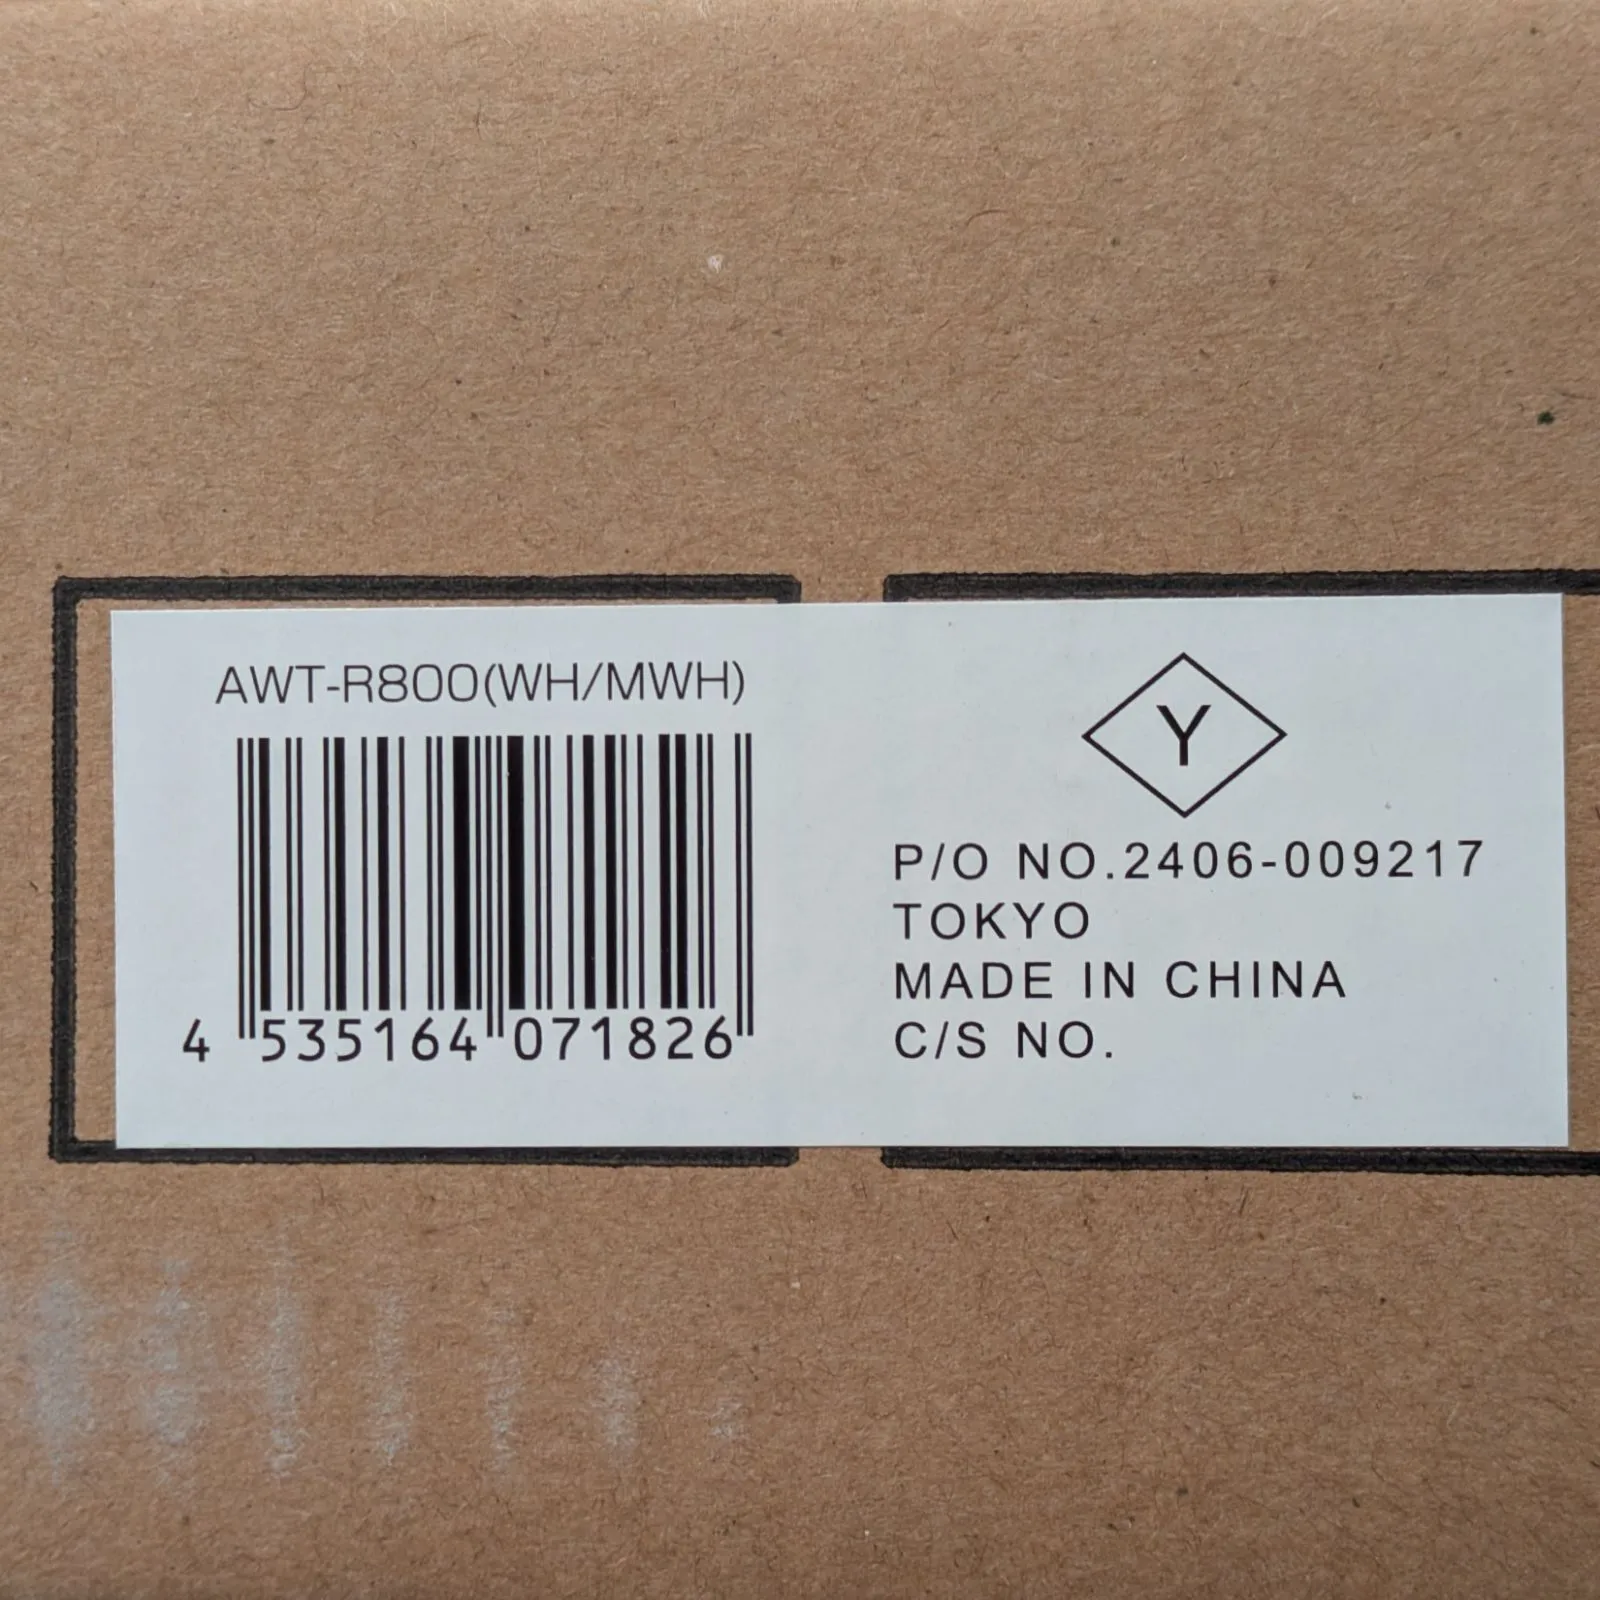 AWT-R800(WH/MWH)
4 535164 071826
Y
P/O NO.2406-009217
TOKYO
MADE IN CHINA
C/S NO.